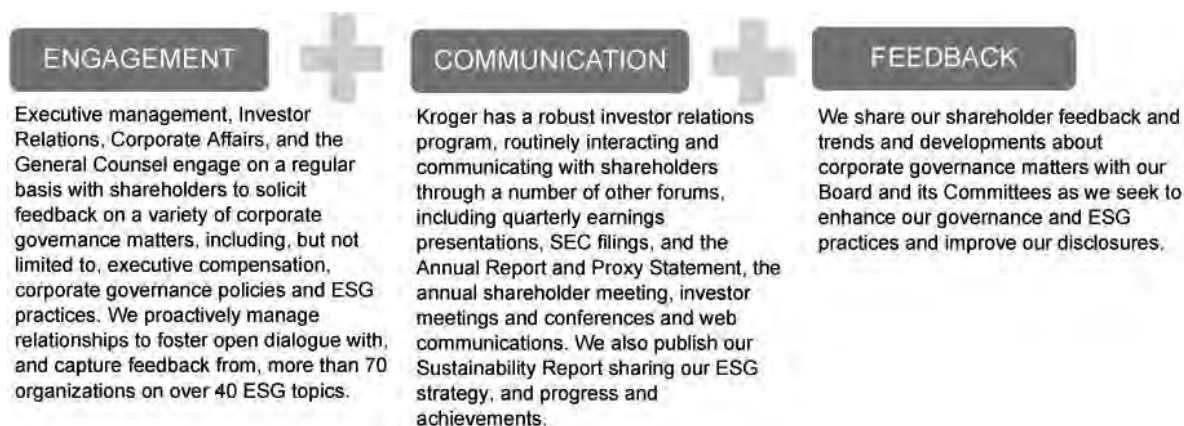 ENGAGEMENT
Executive management, Investor
Relations, Corporate Affairs, and the
General Counsel engage on a regular
basis with shareholders to solicit
feedback on a variety of corporate
governance matters, including, but not
limited to, executive compensation,
corporate governance policies and ESG
practices. We proactively manage
relationships to foster open dialogue with,
and capture feedback from, more than 70
organizations on over 40 ESG topics.
COMMUNICATION
Kroger has a robust investor relations
program, routinely interacting and
communicating with shareholders
through a number of other forums,
including quarterly earnings
presentations, SEC filings, and the
Annual Report and Proxy Statement, the
annual shareholder meeting, investor
meetings and conferences and web
communications. We also publish our
Sustainability Report sharing our ESG
strategy, and progress and
achievements.
FEEDBACK
We share our shareholder feedback and
trends and developments about
corporate governance matters with our
Board and its Committees as we seek to
enhance our governance and ESG
practices and improve our disclosures.